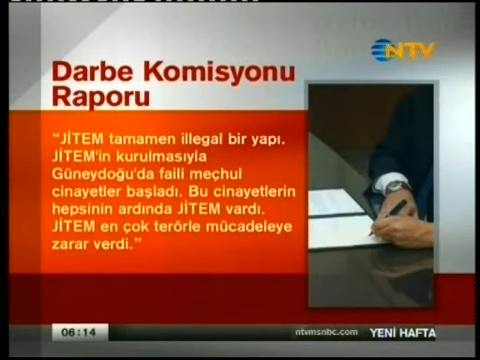 NTV
Darbe Komisyonu
Raporu
“JİTEM tamamen illegal bir yapı.
JİTEM'in kurulmasıyla
Güneydoğu'da faili meçhul
cinayetler başladı. Bu cinayetlerin
hepsinin ardında JİTEM vardı.
JİTEM en çok terörle mücadeleye
zarar verdi.”
06:14
ntvmsnbc.com
YENİ HAFTA